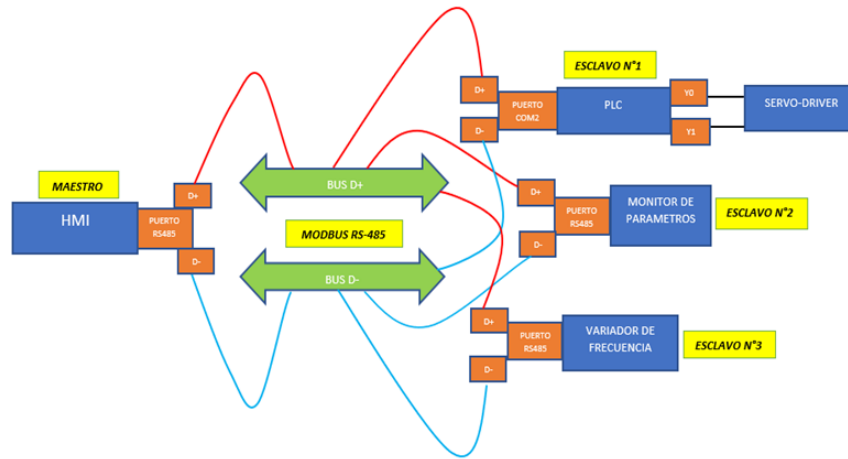 ESCLAVO N°1
D+
PUERTO
COM2
PLC
Y0
SERVO-DRIVER
D-
Y1
MAESTRO
D+
BUS D+
D+
HMI
PUERTO
RS485
MODBUS RS-485
PUERTO
RS485
MONITOR DE
PARAMETROS
ESCLAVO N°2
D-
D-
BUS D-
D+
PUERTO
RS485
VARIADOR DE
FRECUENCIA
ESCLAVO N°3
D-